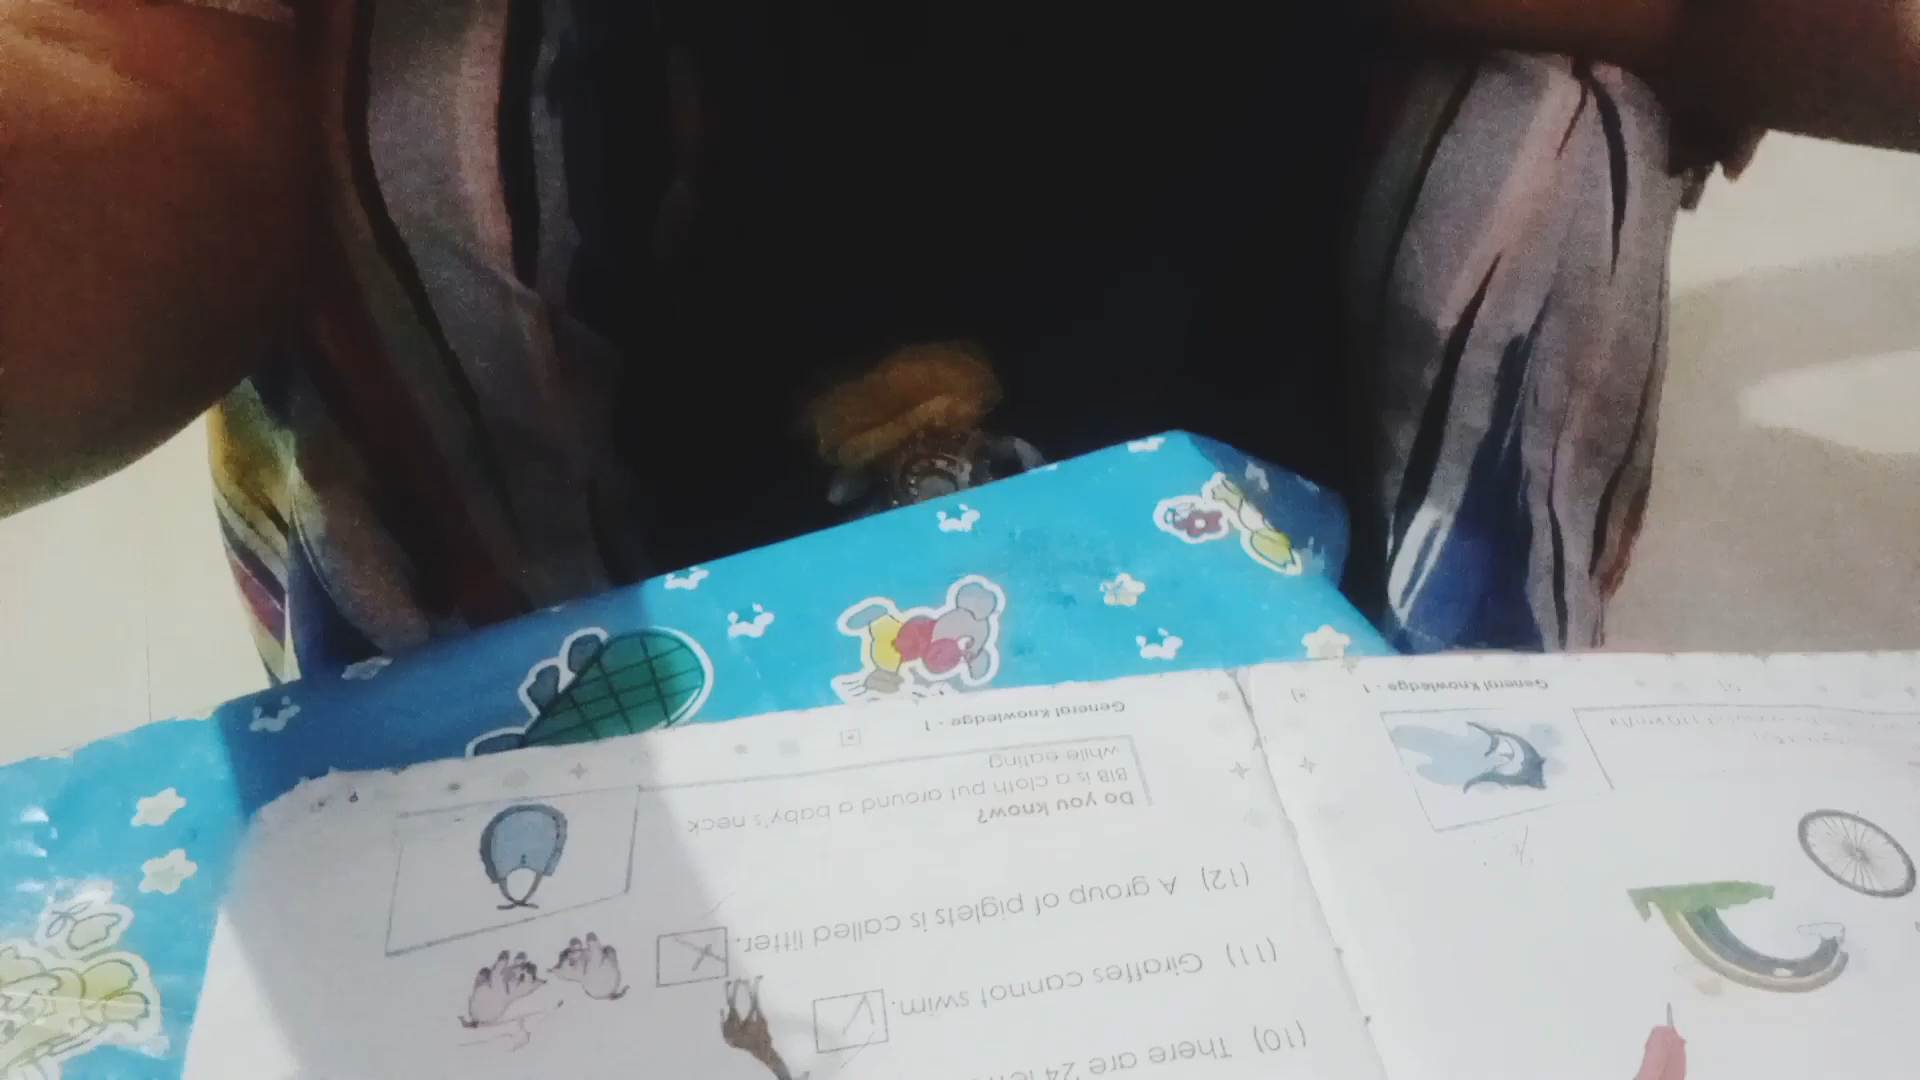 (10) There are 24
(11) Giraffes cannot swim.
(12) A group of piglets is called litter.
Do you know?
BIB is a cloth put around a baby's neck
while eating
General Knowledge - 1
General Knowledge - 1